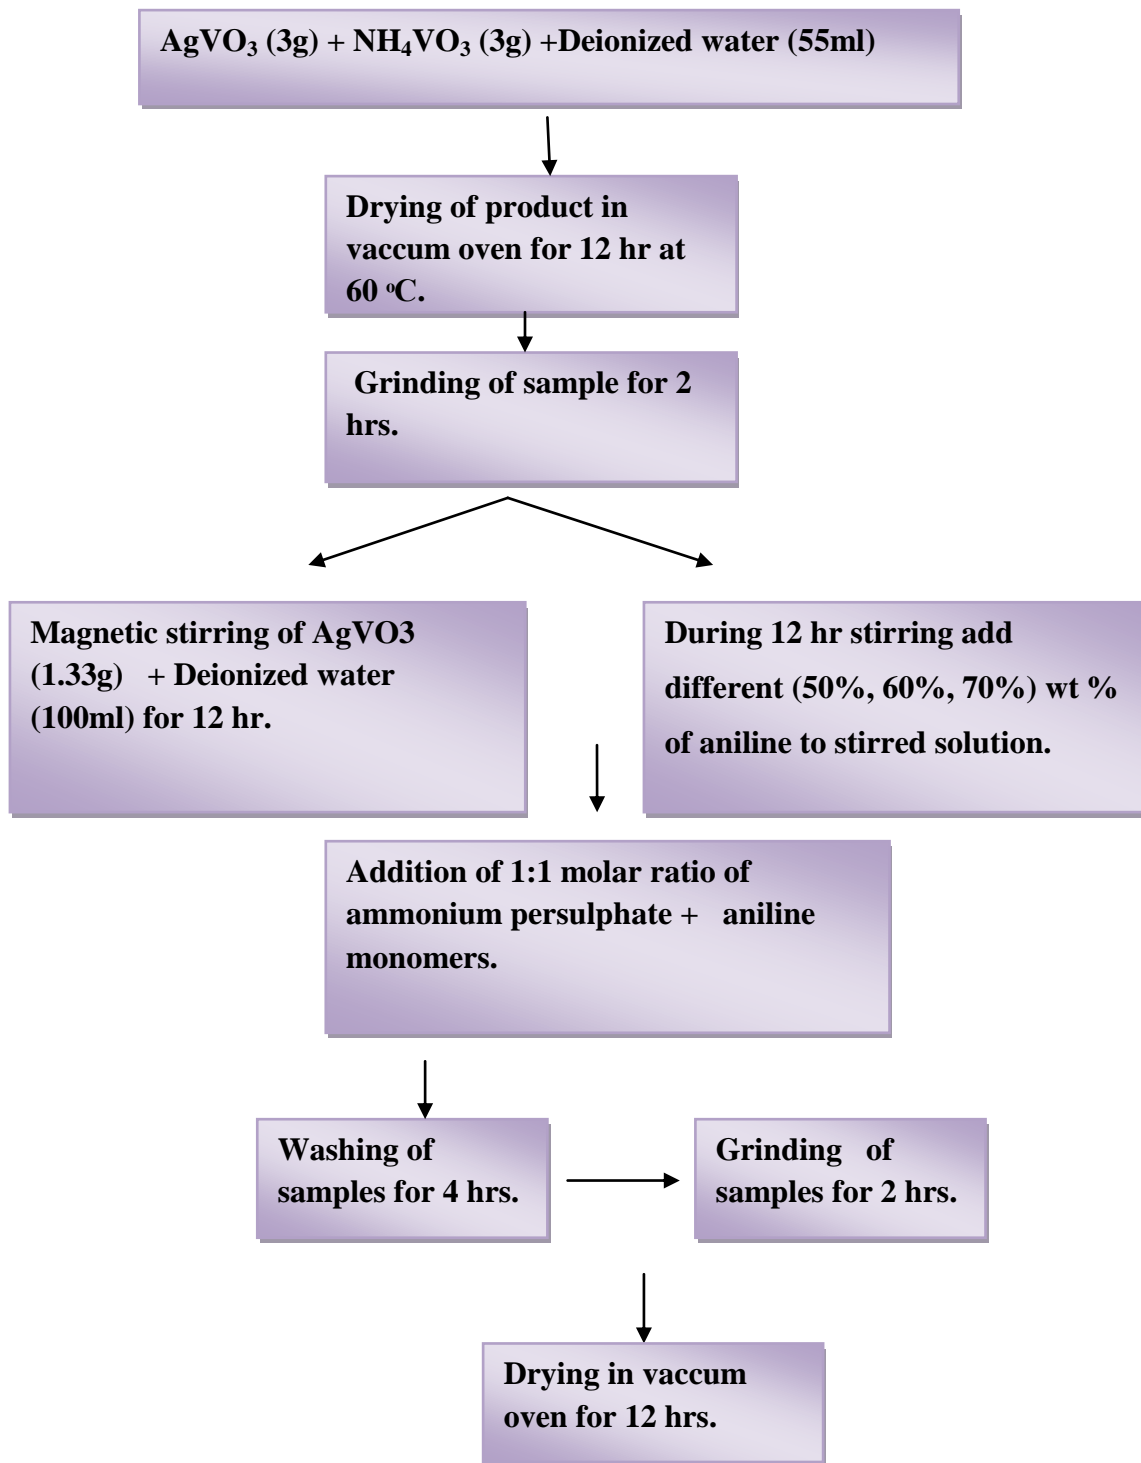 AgVO₃ (3g) + NH₄VO₃ (3g) +Deionized water (55ml)
Drying of product in
vaccum oven for 12 hr at
60 ᵒC.
Grinding of sample for 2
hrs.
Magnetic stirring of AgVO3
(1.33g) + Deionized water
(100ml) for 12 hr.
During 12 hr stirring add
different (50%, 60%, 70%) wt %
of aniline to stirred solution.
Addition of 1:1 molar ratio of
ammonium persulphate + aniline
monomers.
Washing of
samples for 4 hrs.
Grinding of
samples for 2 hrs.
Drying in vaccum
oven for 12 hrs.